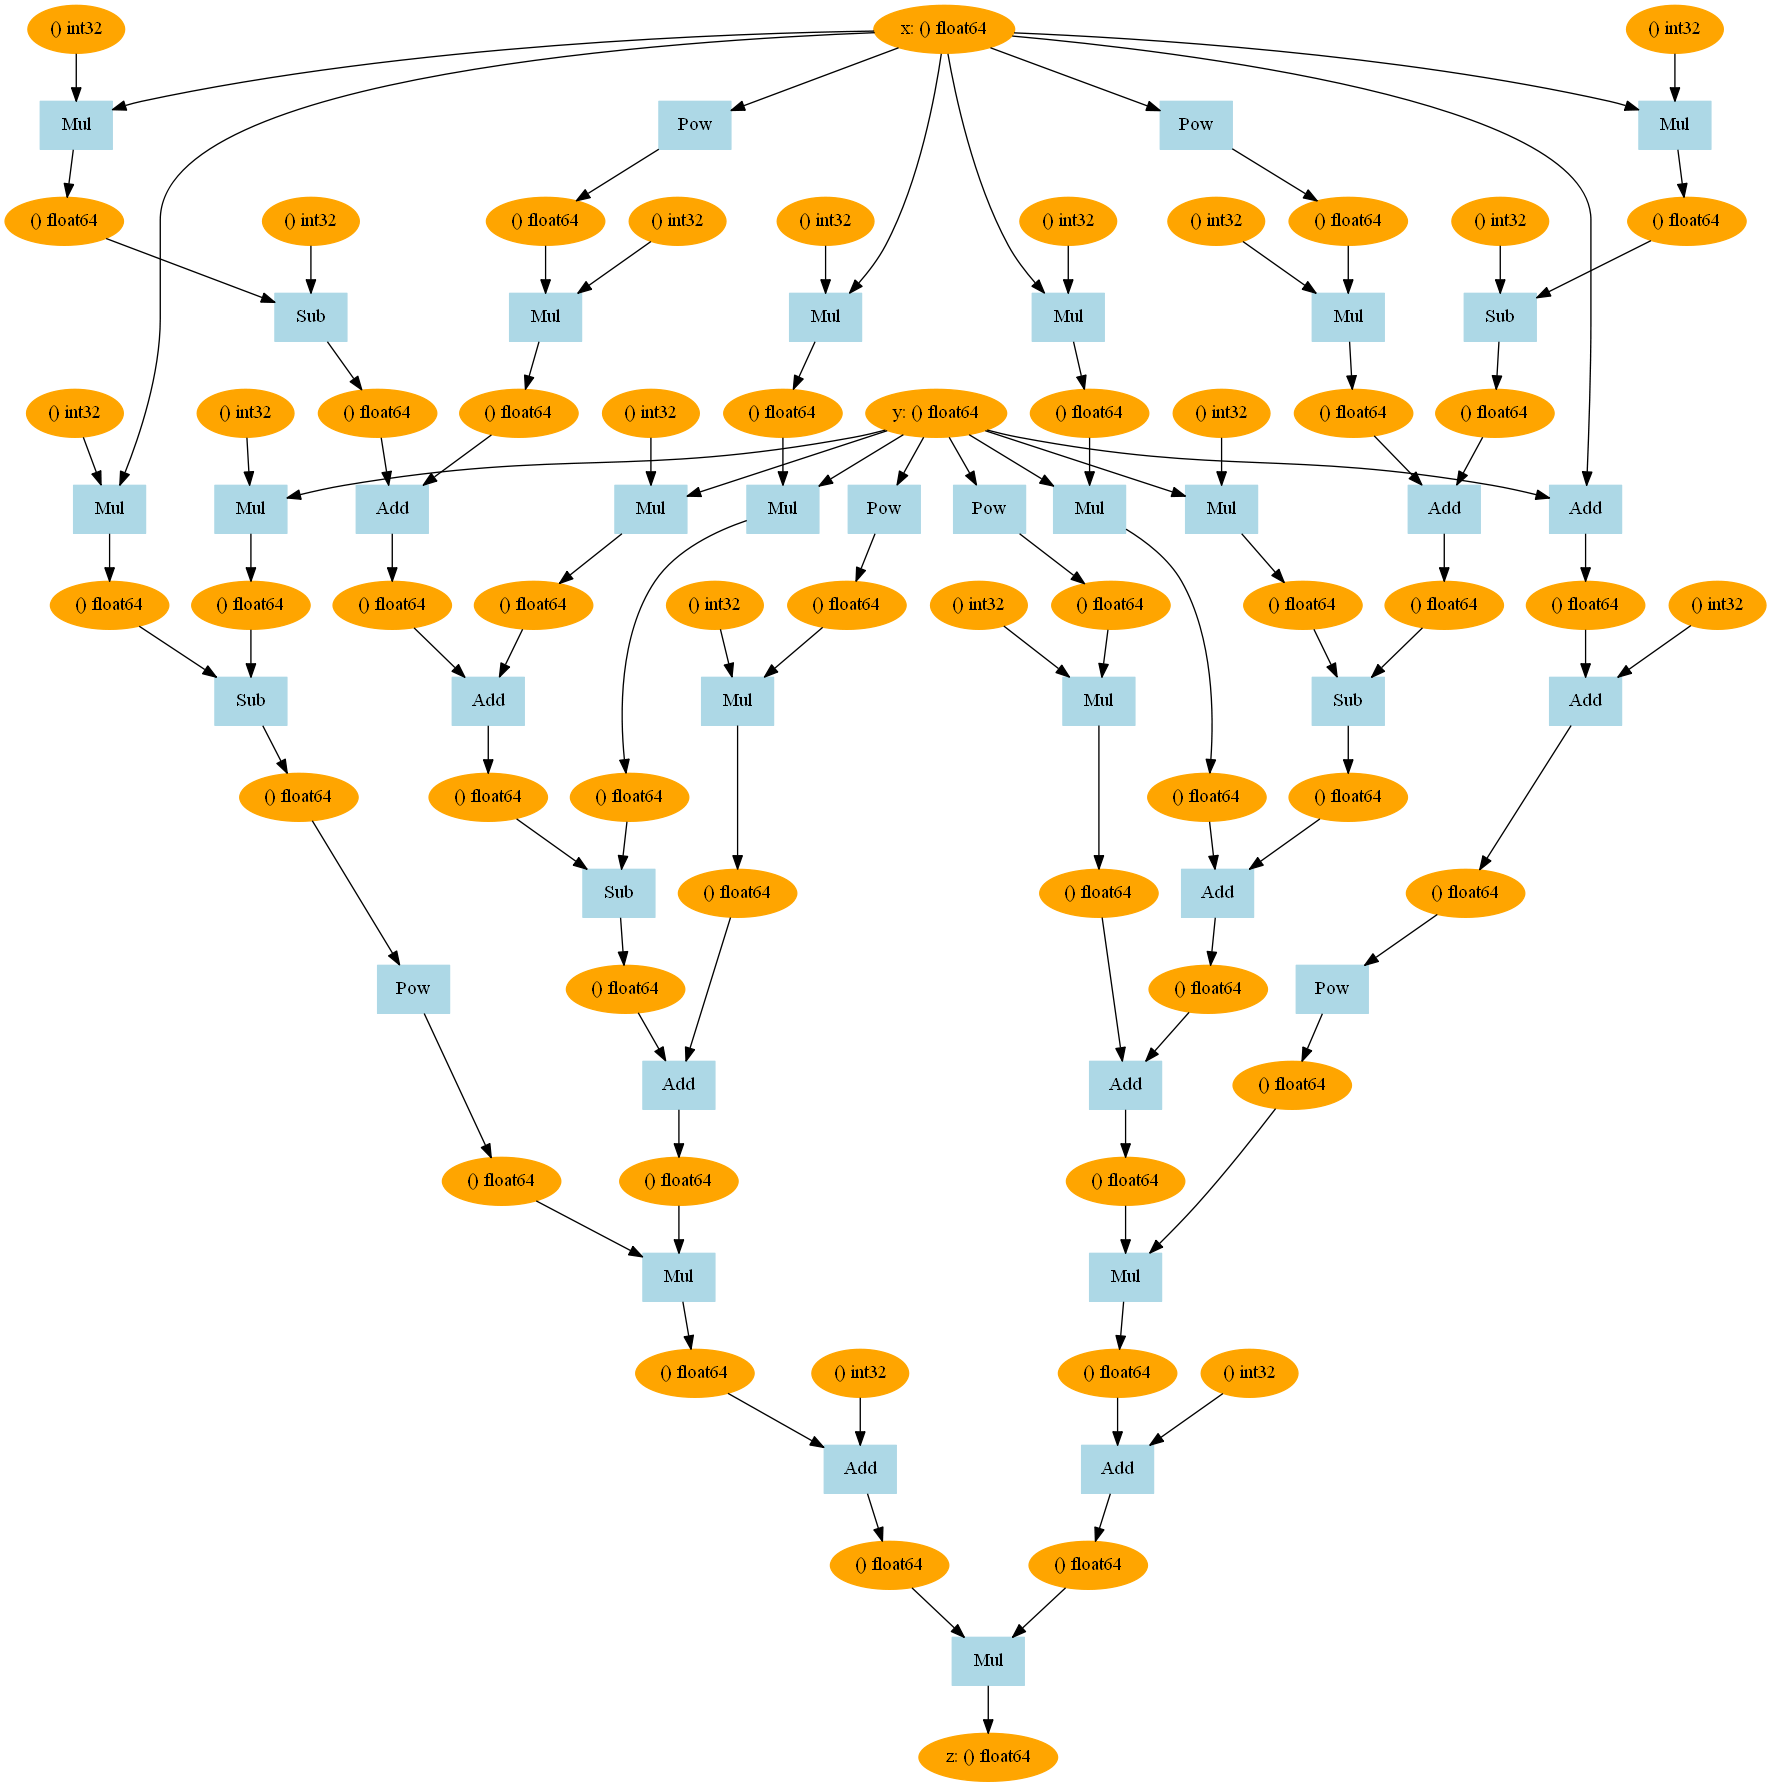 () int32
x: () float64
() int32
Mul
Pow
Pow
Mul
() float64
() int32
() float64
() int32
() int32
() int32
() int32
() float64
() int32
() float64
Sub
Mul
Mul
Mul
Mul
Sub
() int32
() int32
() float64
() float64
() int32
() float64
y: () float64
() float64
() int32
() float64
() float64
Mul
Mul
Add
Mul
Mul
Pow
Pow
Mul
Mul
Add
Add
() float64
() float64
() float64
() float64
() int32
() float64
() int32
() float64
() float64
() float64
() float64
() int32
Sub
Add
Mul
Mul
Sub
Add
() float64
() float64
() float64
() float64
() float64
Sub
() float64
() float64
Add
() float64
Pow
() float64
() float64
Pow
Add
Add
() float64
() float64
() float64
() float64
Mul
Mul
() float64
() int32
() float64
() int32
Add
Add
() float64
() float64
Mul
z: () float64